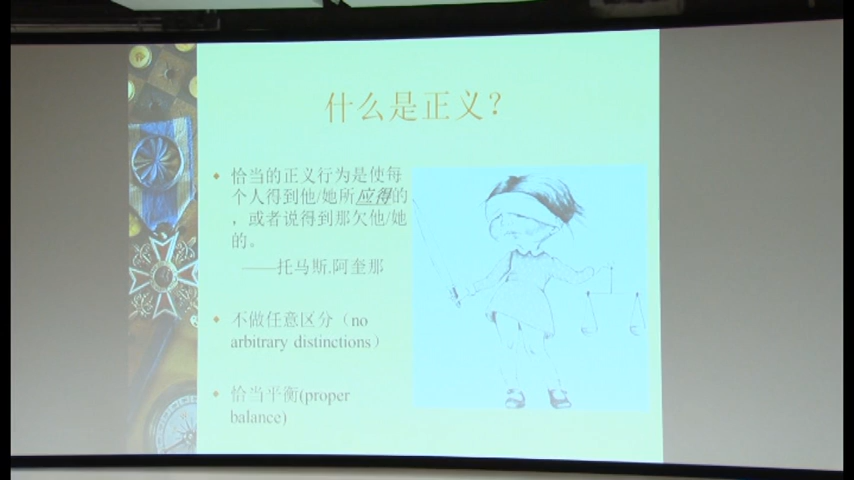 什么是正义？
恰当的正义行为是使每
个人得到他/她所应得的
，或者说得到那欠他/她
的。
——托马斯.阿奎那
不做任意区分（no
arbitrary distinctions）
恰当平衡(proper
balance)